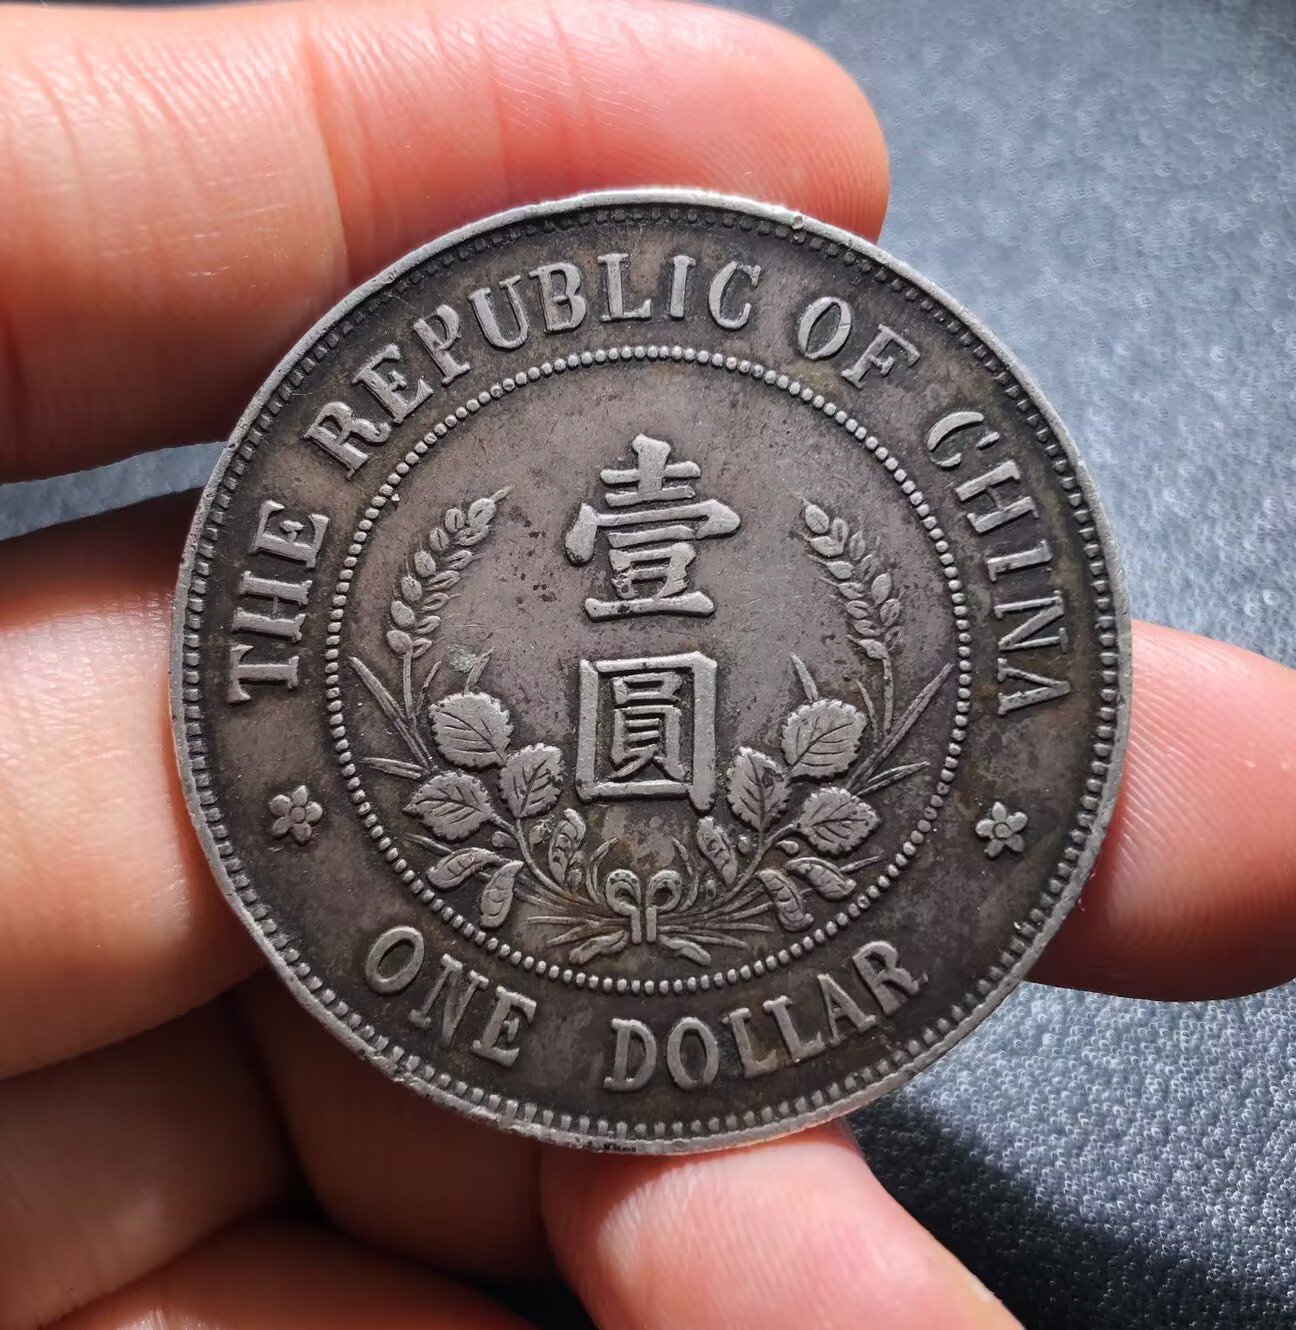 THE REPUBLIC OF CHINA
壹
圓
ONE DOLLAR